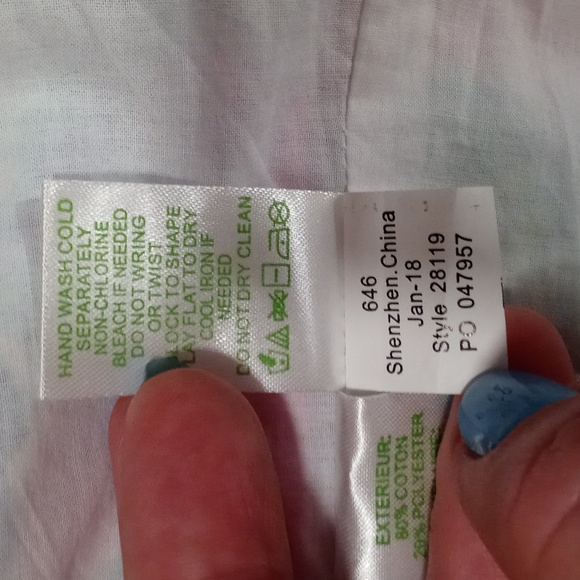 HAND WASH COLD
SEPARATELY
NON-CHLORINE
BLEACH IF NEEDED
DO NOT WRING
OR TWIST
BLOCK TO SHAPE
LAY FLAT TO DRY
COOL IRON IF
NEEDED
DO NOT DRY CLEAN
646
Shenzhen.China
Jan-18
Style 28119
PO 047957
EXTERIEUR:
80% COTON
20% POLYESTER